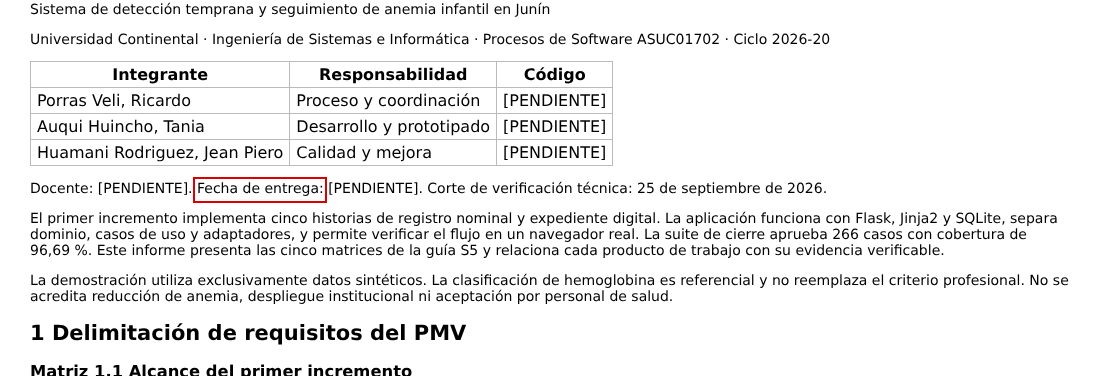 Sistema de detección temprana y seguimiento de anemia infantil en Junín
Universidad Continental · Ingeniería de Sistemas e Informática · Procesos de Software ASUC01702 · Ciclo 2026-20
Integrante Responsabilidad Código
Porras Veli, Ricardo Proceso y coordinación [PENDIENTE]
Auqui Huincho, Tania Desarrollo y prototipado [PENDIENTE]
Huamani Rodriguez, Jean Piero Calidad y mejora [PENDIENTE]
Docente: [PENDIENTE]. Fecha de entrega: [PENDIENTE]. Corte de verificación técnica: 25 de septiembre de 2026.
El primer incremento implementa cinco historias de registro nominal y expediente digital. La aplicación funciona con Flask, Jinja2 y SQLite, separa
dominio, casos de uso y adaptadores, y permite verificar el flujo en un navegador real. La suite de cierre aprueba 266 casos con cobertura de
96,69 %. Este informe presenta las cinco matrices de la guía S5 y relaciona cada producto de trabajo con su evidencia verificable.
La demostración utiliza exclusivamente datos sintéticos. La clasificación de hemoglobina es referencial y no reemplaza el criterio profesional. No se
acredita reducción de anemia, despliegue institucional ni aceptación por personal de salud.
1 Delimitación de requisitos del PMV
Matriz 1.1 Alcance del primer incremento